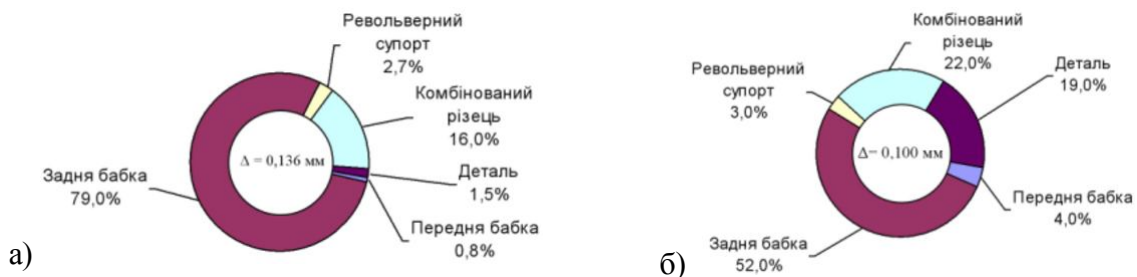 Револьверний
супорт
2,7%
Комбінований
різець
16,0%
Δ = 0,136 мм
Задня бабка
79,0%
Деталь
1,5%
Передня бабка
0,8%
а)
Комбінований
різець
22,0%
Револьверний
супорт
3,0%
Деталь
19,0%
Δ= 0,100 мм
Передня бабка
4,0%
Задня бабка
52,0%
б)